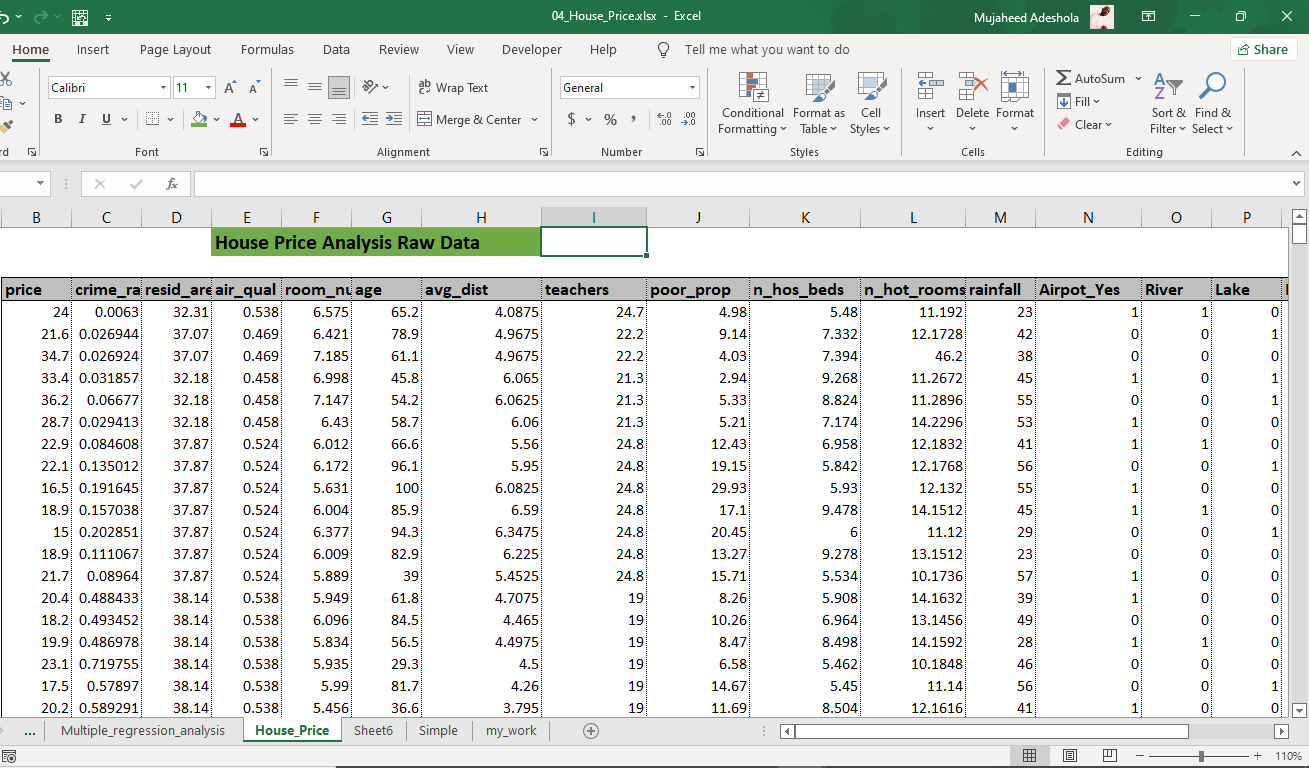 04_House_Price.xlsx - Excel
Mujaheed Adeshola
Home Insert Page Layout Formulas Data Review View Developer Help Tell me what you want to do Share
Calibri 11 Wrap Text General AutoSum
Conditional Formatting Format as Table Cell Styles Insert Delete Format Fill Sort & Filter Find & Select
B I U A Merge & Center $ % , Clear
rd Font Alignment Number Styles Cells Editing
fx
B C D E F G H I J K L M N O P
House Price Analysis Raw Data
price crime_ra resid_are air_qual room_nu age avg_dist teachers poor_prop n_hos_beds n_hot_rooms rainfall Airpot_Yes River Lake
24 0.0063 32.31 0.538 6.575 65.2 4.0875 24.7 4.98 5.48 11.192 23 1 1 0
21.6 0.026944 37.07 0.469 6.421 78.9 4.9675 22.2 9.14 7.332 12.1728 42 0 0 1
34.7 0.026924 37.07 0.469 7.185 61.1 4.9675 22.2 4.03 7.394 46.2 38 0 0 0
33.4 0.031857 32.18 0.458 6.998 45.8 6.065 21.3 2.94 9.268 11.2672 45 1 0 1
36.2 0.06677 32.18 0.458 7.147 54.2 6.0625 21.3 5.33 8.824 11.2896 55 0 0 1
28.7 0.029413 32.18 0.458 6.43 58.7 6.06 21.3 5.21 7.174 14.2296 53 1 0 0
22.9 0.084608 37.87 0.524 6.012 66.6 5.56 24.8 12.43 6.958 12.1832 41 1 1 0
22.1 0.135012 37.87 0.524 6.172 96.1 5.95 24.8 19.15 5.842 12.1768 56 0 0 1
16.5 0.191645 37.87 0.524 5.631 100 6.0825 24.8 29.93 5.93 12.132 55 1 0 0
18.9 0.157038 37.87 0.524 6.004 85.9 6.59 24.8 17.1 9.478 14.1512 45 1 1 0
15 0.202851 37.87 0.524 6.377 94.3 6.3475 24.8 20.45 6 11.12 29 0 0 1
18.9 0.111067 37.87 0.524 6.009 82.9 6.225 24.8 13.27 9.278 13.1512 23 0 0 0
21.7 0.08964 37.87 0.524 5.889 39 5.4525 24.8 15.71 5.534 10.1736 57 1 0 0
20.4 0.488433 38.14 0.538 5.949 61.8 4.7075 19 8.26 5.908 14.1632 39 1 0 1
18.2 0.493452 38.14 0.538 6.096 84.5 4.465 19 10.26 6.964 13.1456 49 0 0 0
19.9 0.486978 38.14 0.538 5.834 56.5 4.4975 19 8.47 8.498 14.1592 28 1 1 0
23.1 0.719755 38.14 0.538 5.935 29.3 4.5 19 6.58 5.462 10.1848 46 0 0 0
17.5 0.57897 38.14 0.538 5.99 81.7 4.26 19 14.67 5.45 11.14 56 0 0 1
20.2 0.589291 38.14 0.538 5.456 36.6 3.795 19 11.69 8.504 12.1616 41 1 0 0
... Multiple_regression_analysis House_Price Sheet6 Simple my_work
110%